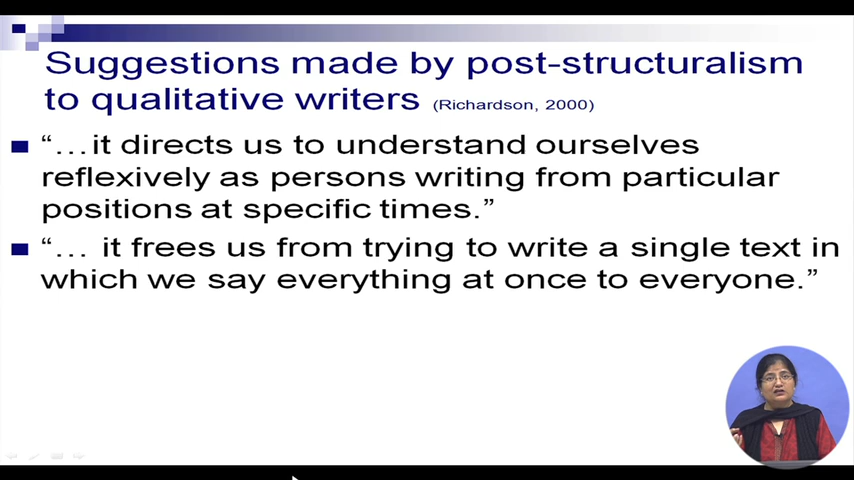 Suggestions made by post-structuralism
to qualitative writers (Richardson, 2000)
“…it directs us to understand ourselves
reflexively as persons writing from particular
positions at specific times.”
“… it frees us from trying to write a single text in
which we say everything at once to everyone.”